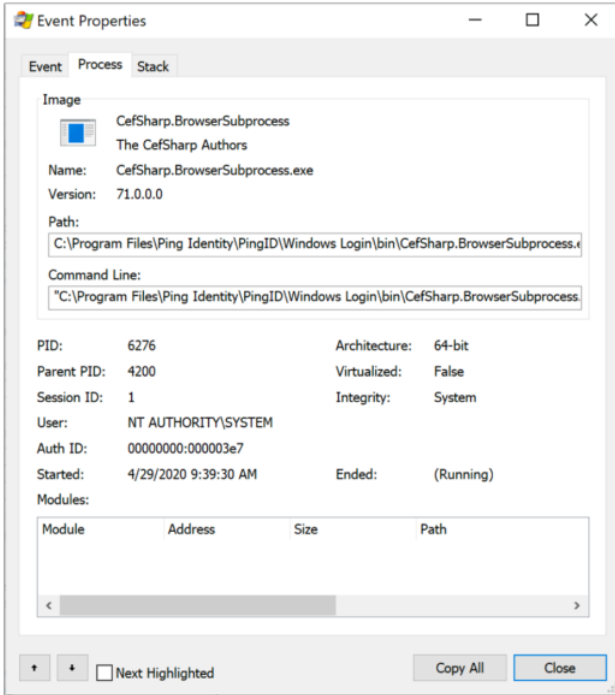 Event Properties
Event Process Stack
Image
CefSharp.BrowserSubprocess
The CefSharp Authors
Name: CefSharp.BrowserSubprocess.exe
Version: 71.0.0.0
Path:
C:\Program Files\Ping Identity\PingID\Windows Login\bin\CefSharp.BrowserSubprocess.e
Command Line:
"C:\Program Files\Ping Identity\PingID\Windows Login\bin\CefSharp.BrowserSubprocess.
PID: 6276 Architecture: 64-bit
Parent PID: 4200 Virtualized: False
Session ID: 1 Integrity: System
User: NT AUTHORITY\SYSTEM
Auth ID: 00000000:000003e7
Started: 4/29/2020 9:39:30 AM Ended: (Running)
Modules:
Module Address Size Path
Next Highlighted Copy All Close